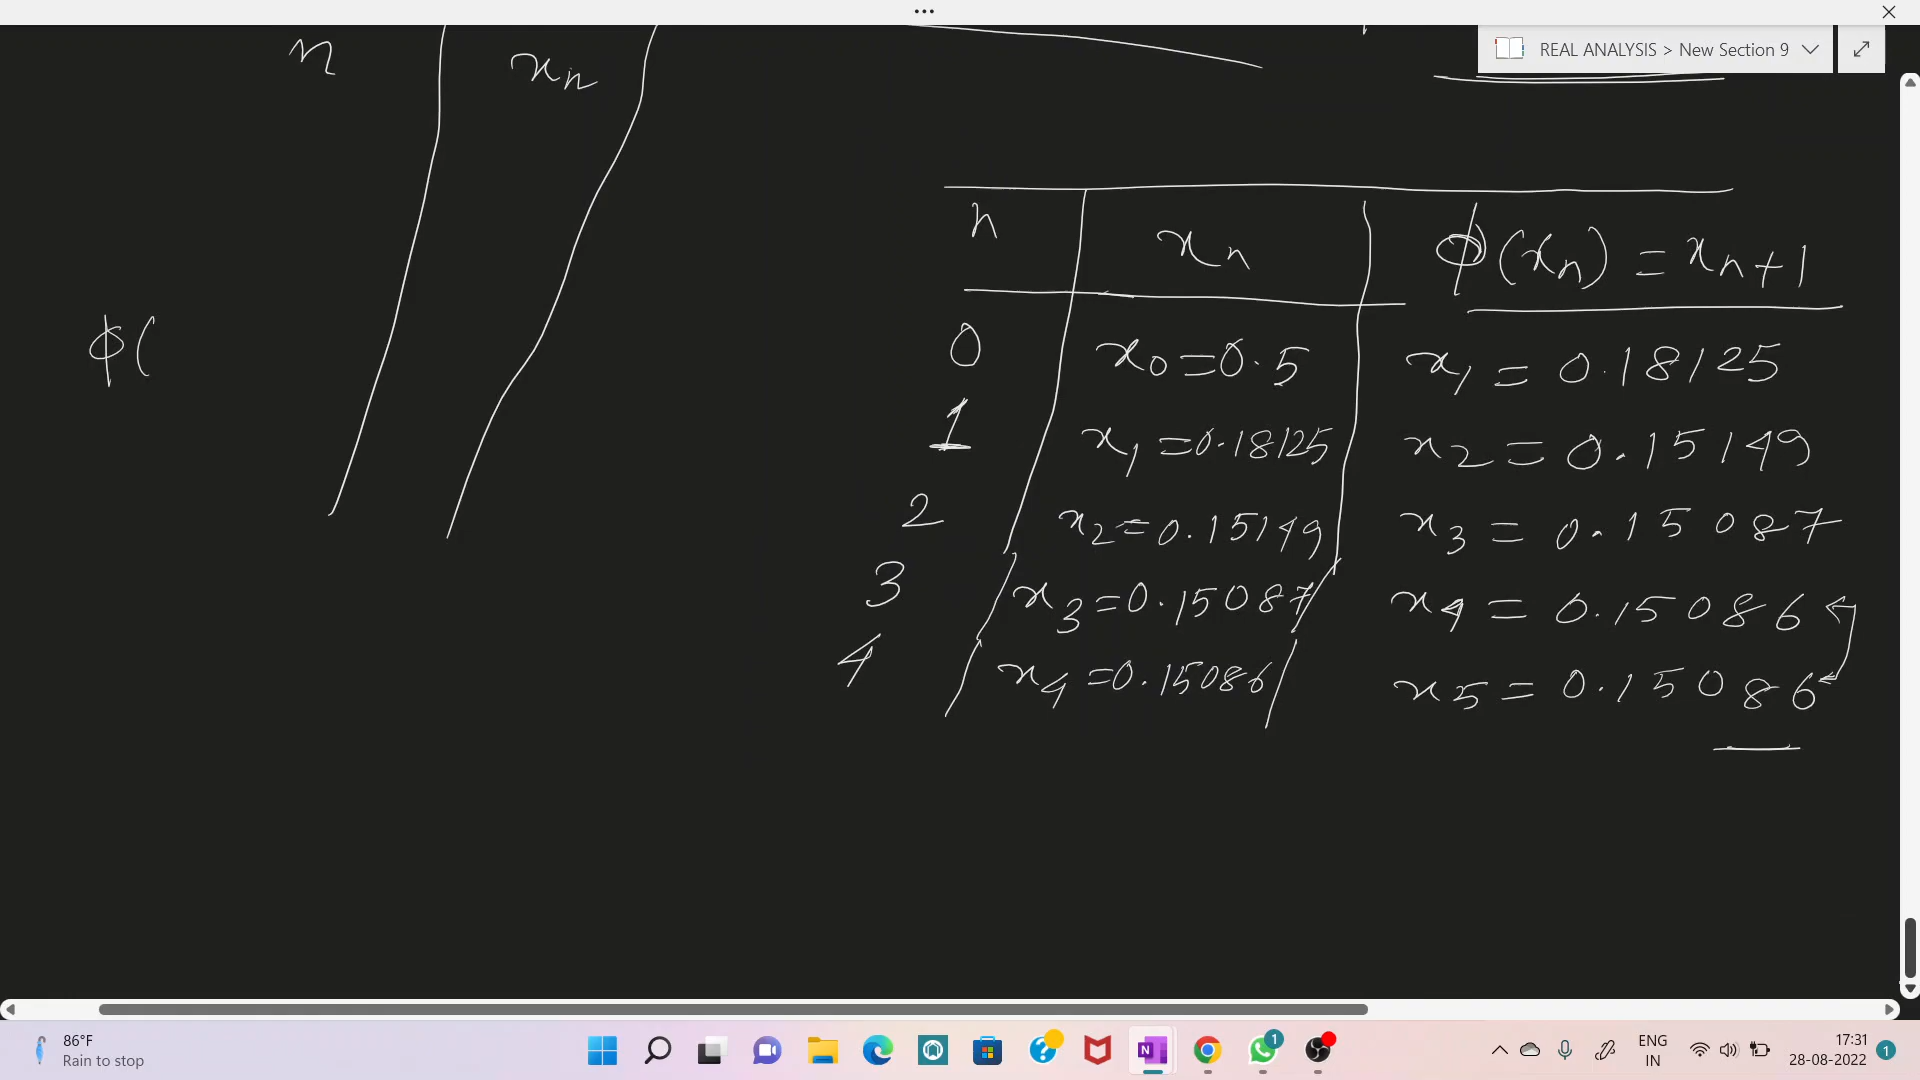 REAL ANALYSIS > New Section 9
n xn
n xn ϕ(xn) = xn+1
0 x0=0.5 x1 = 0.18125
1 x1=0.18125 x2 = 0.15149
ϕ(
2 x2=0.15149 x3 = 0.15087
3 x3=0.15087 x4 = 0.15086
4 x4=0.15086 x5 = 0.15086
86°F
Rain to stop
1
1
ENG
IN
17:31
28-08-2022